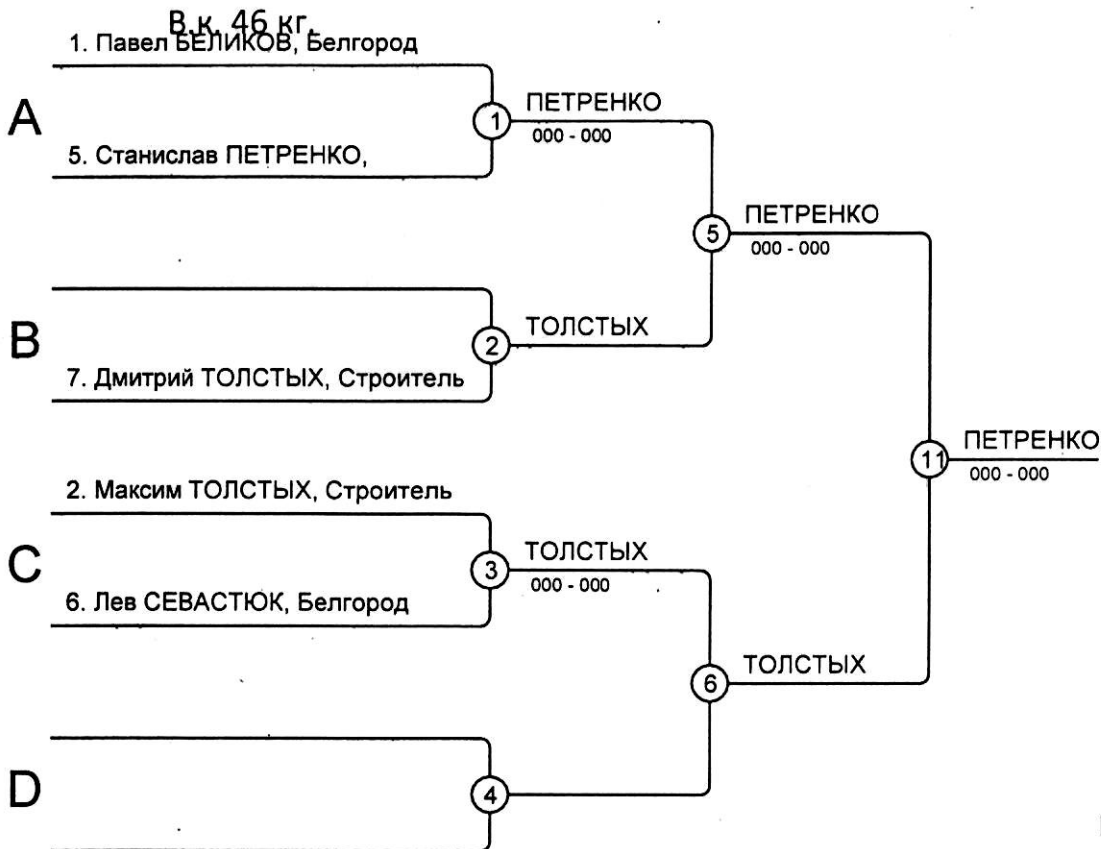 В.к. 46 кг.
1. Павел БЕЛИКОВ, Белгород
A
1
ПЕТРЕНКО
000 - 000
5. Станислав ПЕТРЕНКО,
5
ПЕТРЕНКО
000 - 000
B
2
ТОЛСТЫХ
7. Дмитрий ТОЛСТЫХ, Строитель
11
ПЕТРЕНКО
000 - 000
2. Максим ТОЛСТЫХ, Строитель
C
3
ТОЛСТЫХ
000 - 000
6. Лев СЕВАСТЮК, Белгород
6
ТОЛСТЫХ
D
4